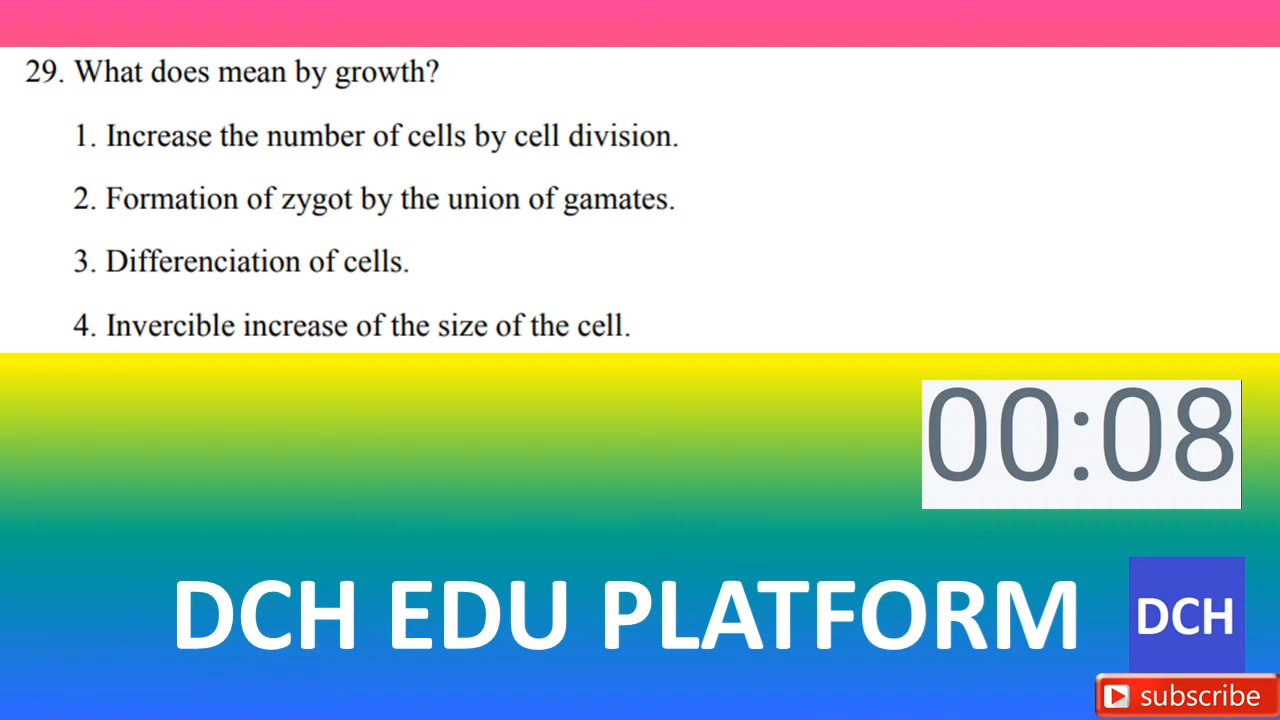 29. What does mean by growth?
1. Increase the number of cells by cell division.
2. Formation of zygot by the union of gamates.
3. Differenciation of cells.
4. Invercible increase of the size of the cell.
00:08
DCH EDU PLATFORM
DCH
subscribe